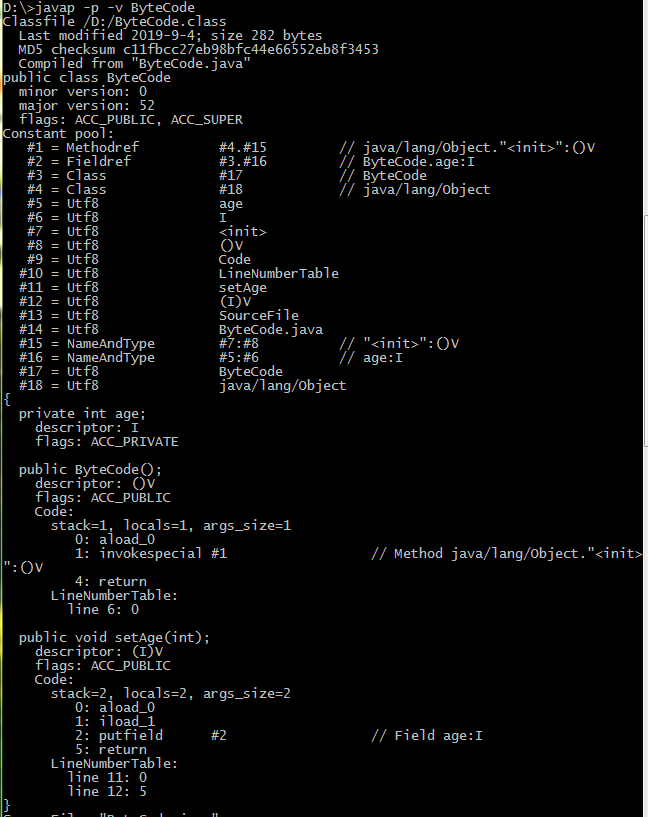 D:\>javap -p -v ByteCode
Classfile /D:/ByteCode.class
  Last modified 2019-9-4; size 282 bytes
  MD5 checksum c11fbcc27eb98bfc44e66552eb8f3453
  Compiled from "ByteCode.java"
public class ByteCode
  minor version: 0
  major version: 52
  flags: ACC_PUBLIC, ACC_SUPER
Constant pool:
   #1 = Methodref          #4.#15         // java/lang/Object."<init>":()V
   #2 = Fieldref           #3.#16         // ByteCode.age:I
   #3 = Class              #17            // ByteCode
   #4 = Class              #18            // java/lang/Object
   #5 = Utf8               age
   #6 = Utf8               I
   #7 = Utf8               <init>
   #8 = Utf8               ()V
   #9 = Utf8               Code
  #10 = Utf8               LineNumberTable
  #11 = Utf8               setAge
  #12 = Utf8               (I)V
  #13 = Utf8               SourceFile
  #14 = Utf8               ByteCode.java
  #15 = NameAndType        #7:#8          // "<init>":()V
  #16 = NameAndType        #5:#6          // age:I
  #17 = Utf8               ByteCode
  #18 = Utf8               java/lang/Object
{
  private int age;
    descriptor: I
    flags: ACC_PRIVATE

  public ByteCode();
    descriptor: ()V
    flags: ACC_PUBLIC
    Code:
      stack=1, locals=1, args_size=1
         0: aload_0
         1: invokespecial #1                  // Method java/lang/Object."<init>
":()V
         4: return
      LineNumberTable:
        line 6: 0

  public void setAge(int);
    descriptor: (I)V
    flags: ACC_PUBLIC
    Code:
      stack=2, locals=2, args_size=2
         0: aload_0
         1: iload_1
         2: putfield      #2                  // Field age:I
         5: return
      LineNumberTable:
        line 11: 0
        line 12: 5
}